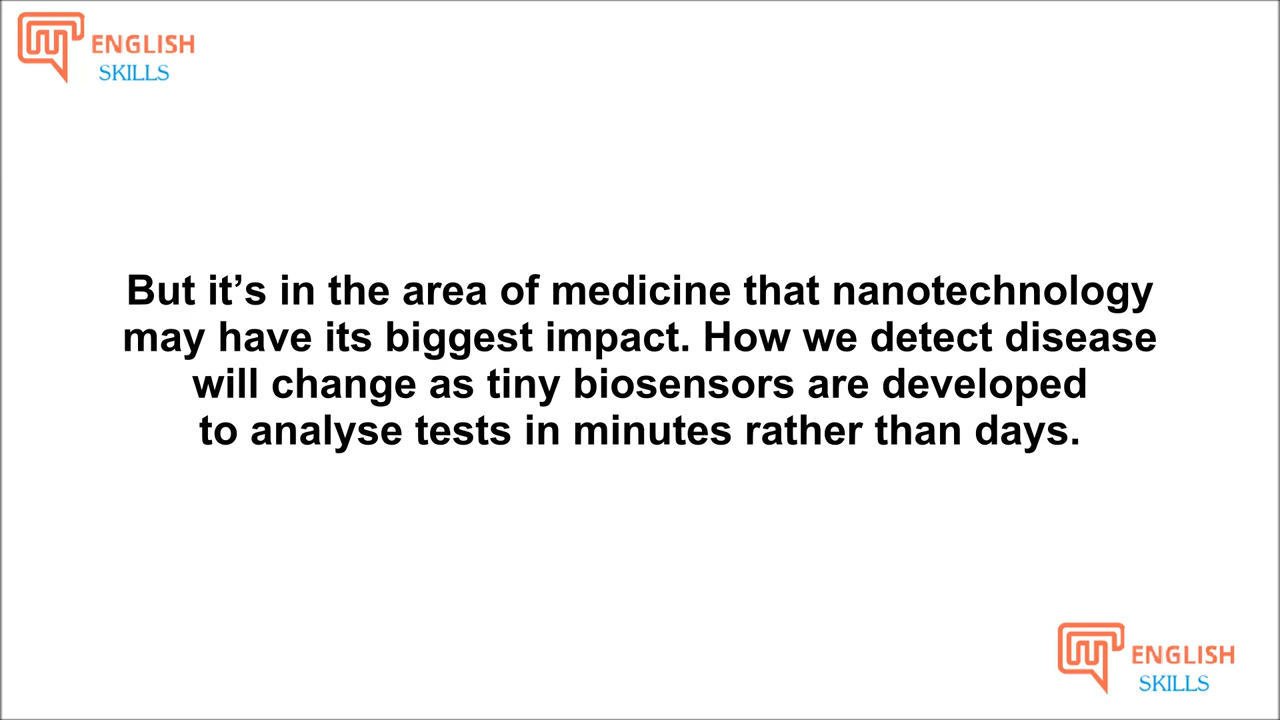 ENGLISH
SKILLS
But it’s in the area of medicine that nanotechnology
may have its biggest impact. How we detect disease
will change as tiny biosensors are developed
to analyse tests in minutes rather than days.
ENGLISH
SKILLS